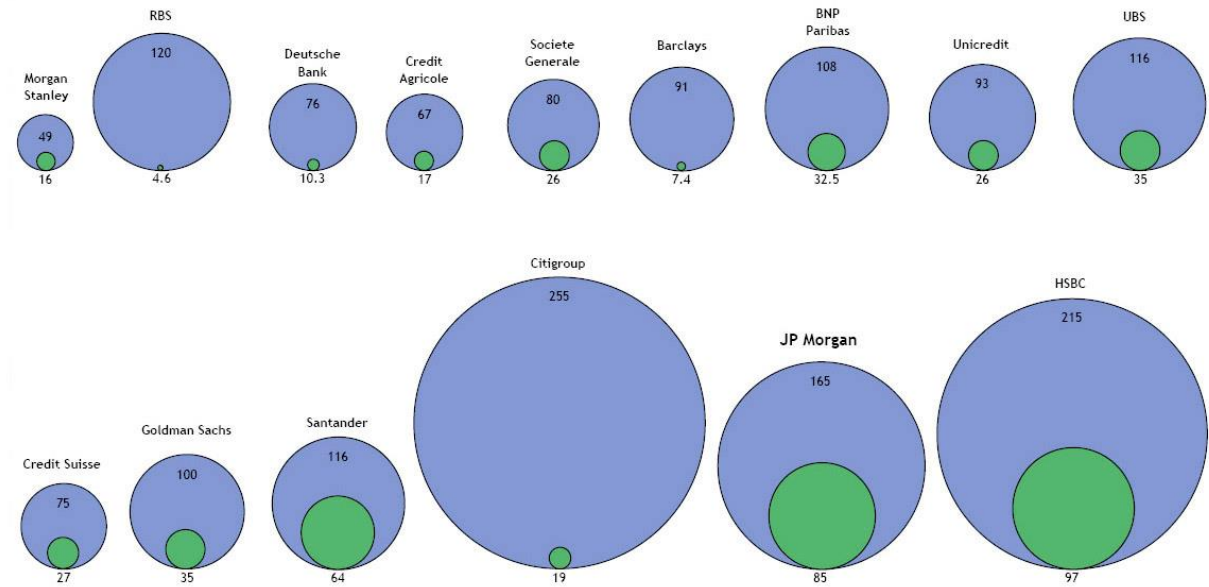 Morgan
Stanley
49
16
RBS
120
4.6
Deutsche
Bank
76
10.3
Credit
Agricole
67
17
Societe
Generale
80
26
Barclays
91
7.4
BNP
Paribas
108
32.5
Unicredit
93
26
UBS
116
35
Credit Suisse
75
27
Goldman Sachs
100
35
Santander
116
64
Citigroup
255
19
JP Morgan
165
85
HSBC
215
97